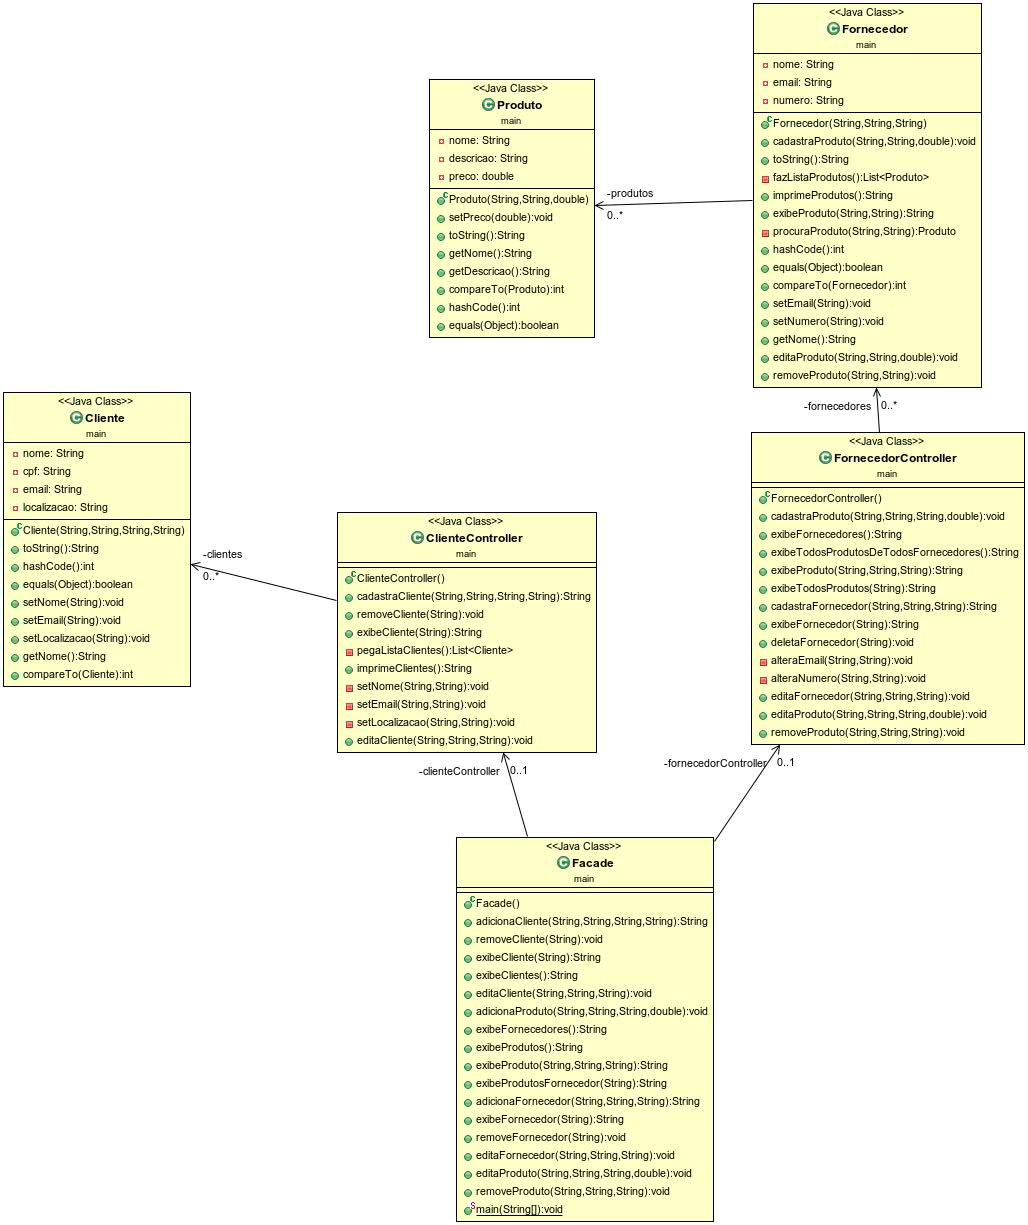 <<Java Class>>
Fornecedor
main
nome: String
email: String
numero: String
Fornecedor(String,String,String)
cadastraProduto(String,String,double):void
toString():String
fazListaProdutos():List<Produto>
imprimeProdutos():String
exibeProduto(String,String):String
procuraProduto(String,String):Produto
hashCode():int
equals(Object):boolean
compareTo(Fornecedor):int
setEmail(String):void
setNumero(String):void
getNome():String
editaProduto(String,String,double):void
removeProduto(String,String):void
<<Java Class>>
Produto
main
nome: String
descricao: String
preco: double
Produto(String,String,double)
setPreco(double):void
toString():String
getNome():String
getDescricao():String
compareTo(Produto):int
hashCode():int
equals(Object):boolean
-produtos
0..*
-fornecedores
0..*
<<Java Class>>
Cliente
main
nome: String
cpf: String
email: String
localizacao: String
Cliente(String,String,String,String)
toString():String
hashCode():int
equals(Object):boolean
setNome(String):void
setEmail(String):void
setLocalizacao(String):void
getNome():String
compareTo(Cliente):int
-clientes
0..*
<<Java Class>>
ClienteController
main
ClienteController()
cadastraCliente(String,String,String,String):String
removeCliente(String):void
exibeCliente(String):String
pegaListaClientes():List<Cliente>
imprimeClientes():String
setNome(String,String):void
setEmail(String,String):void
setLocalizacao(String,String):void
editaCliente(String,String,String):void
<<Java Class>>
FornecedorController
main
FornecedorController()
cadastraProduto(String,String,String,double):void
exibeFornecedores():String
exibeTodosProdutosDeTodosFornecedores():String
exibeProduto(String,String,String):String
exibeTodosProdutos(String):String
cadastraFornecedor(String,String,String):String
exibeFornecedor(String):String
deletaFornecedor(String):void
alteraEmail(String,String):void
alteraNumero(String,String):void
editaFornecedor(String,String,String):void
editaProduto(String,String,String,double):void
removeProduto(String,String,String):void
-clienteController
0..1
-fornecedorController
0..1
<<Java Class>>
Facade
main
Facade()
adicionaCliente(String,String,String,String):String
removeCliente(String):void
exibeCliente(String):String
exibeClientes():String
editaCliente(String,String,String):void
adicionaProduto(String,String,String,double):void
exibeFornecedores():String
exibeProdutos():String
exibeProduto(String,String,String):String
exibeProdutosFornecedor(String):String
adicionaFornecedor(String,String,String):String
exibeFornecedor(String):String
removeFornecedor(String):void
editaFornecedor(String,String,String):void
editaProduto(String,String,String,double):void
removeProduto(String,String,String):void
main(String[]):void